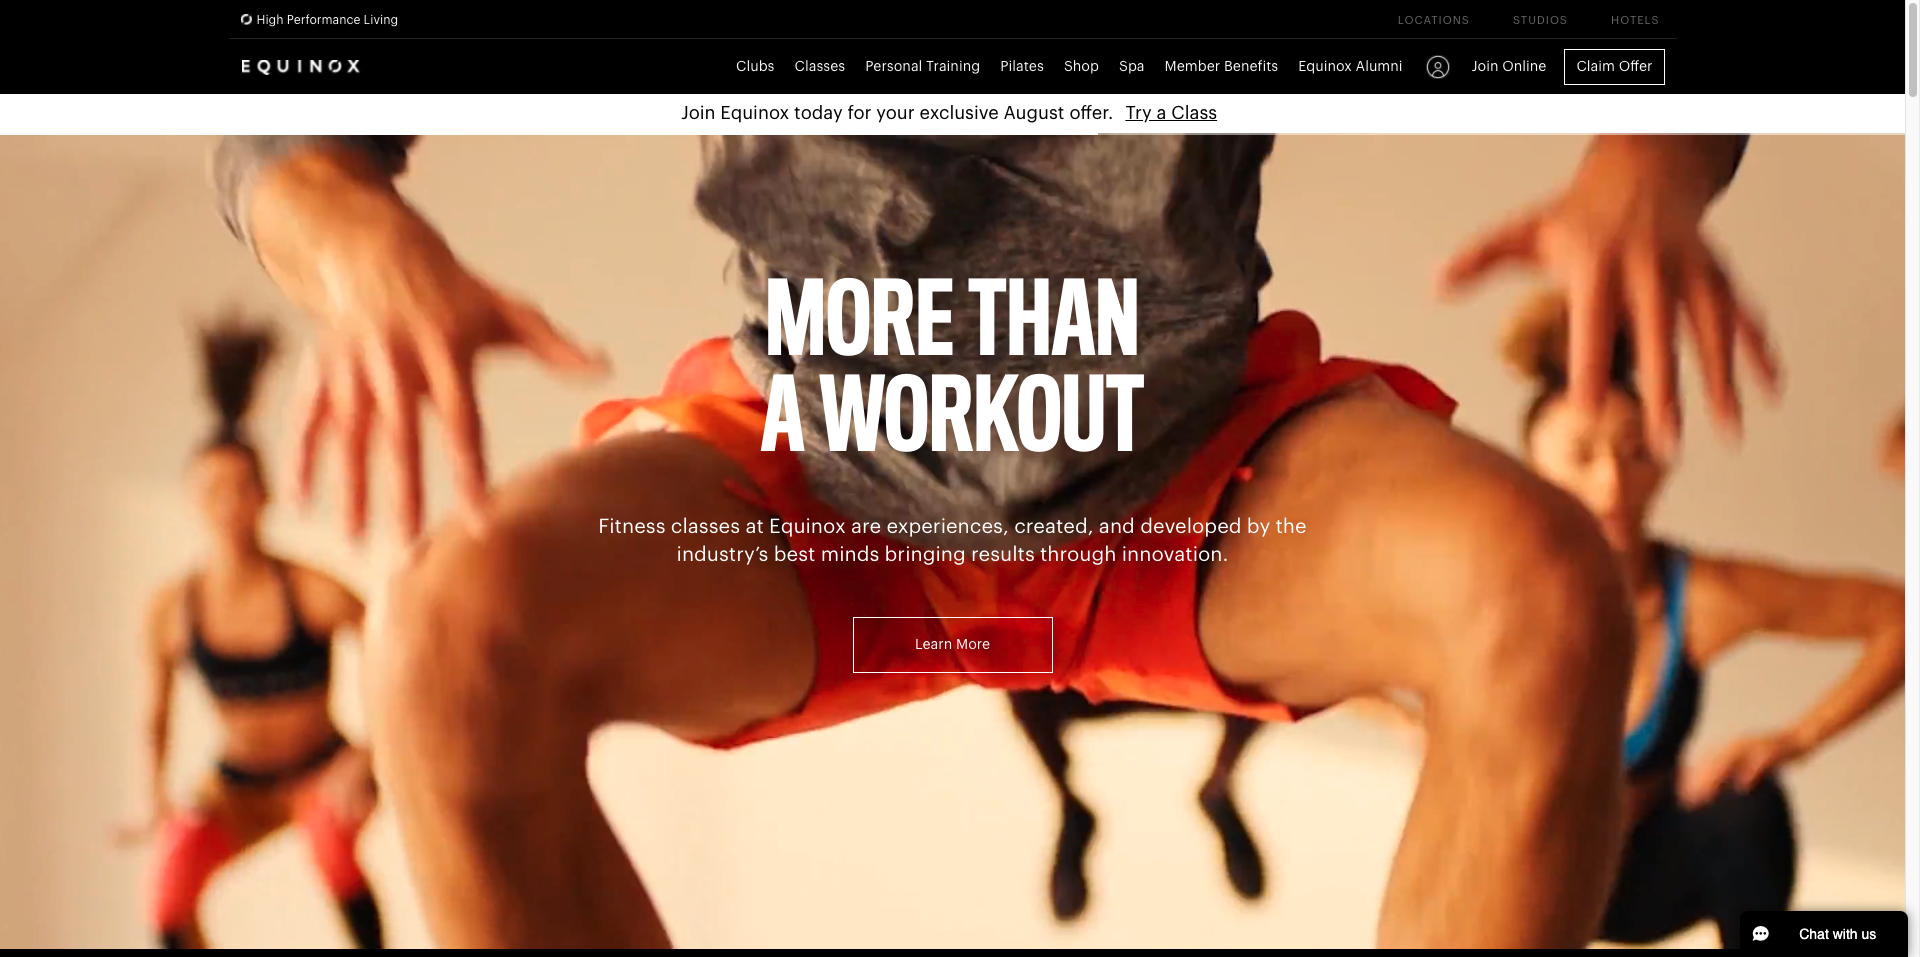 High Performance Living
LOCATIONS STUDIOS HOTELS
EQUINOX
Clubs Classes Personal Training Pilates Shop Spa Member Benefits Equinox Alumni Join Online Claim Offer
Join Equinox today for your exclusive August offer. Try a Class
MORE THAN
A WORKOUT
Fitness classes at Equinox are experiences, created, and developed by the
industry’s best minds bringing results through innovation.
Learn More
Chat with us